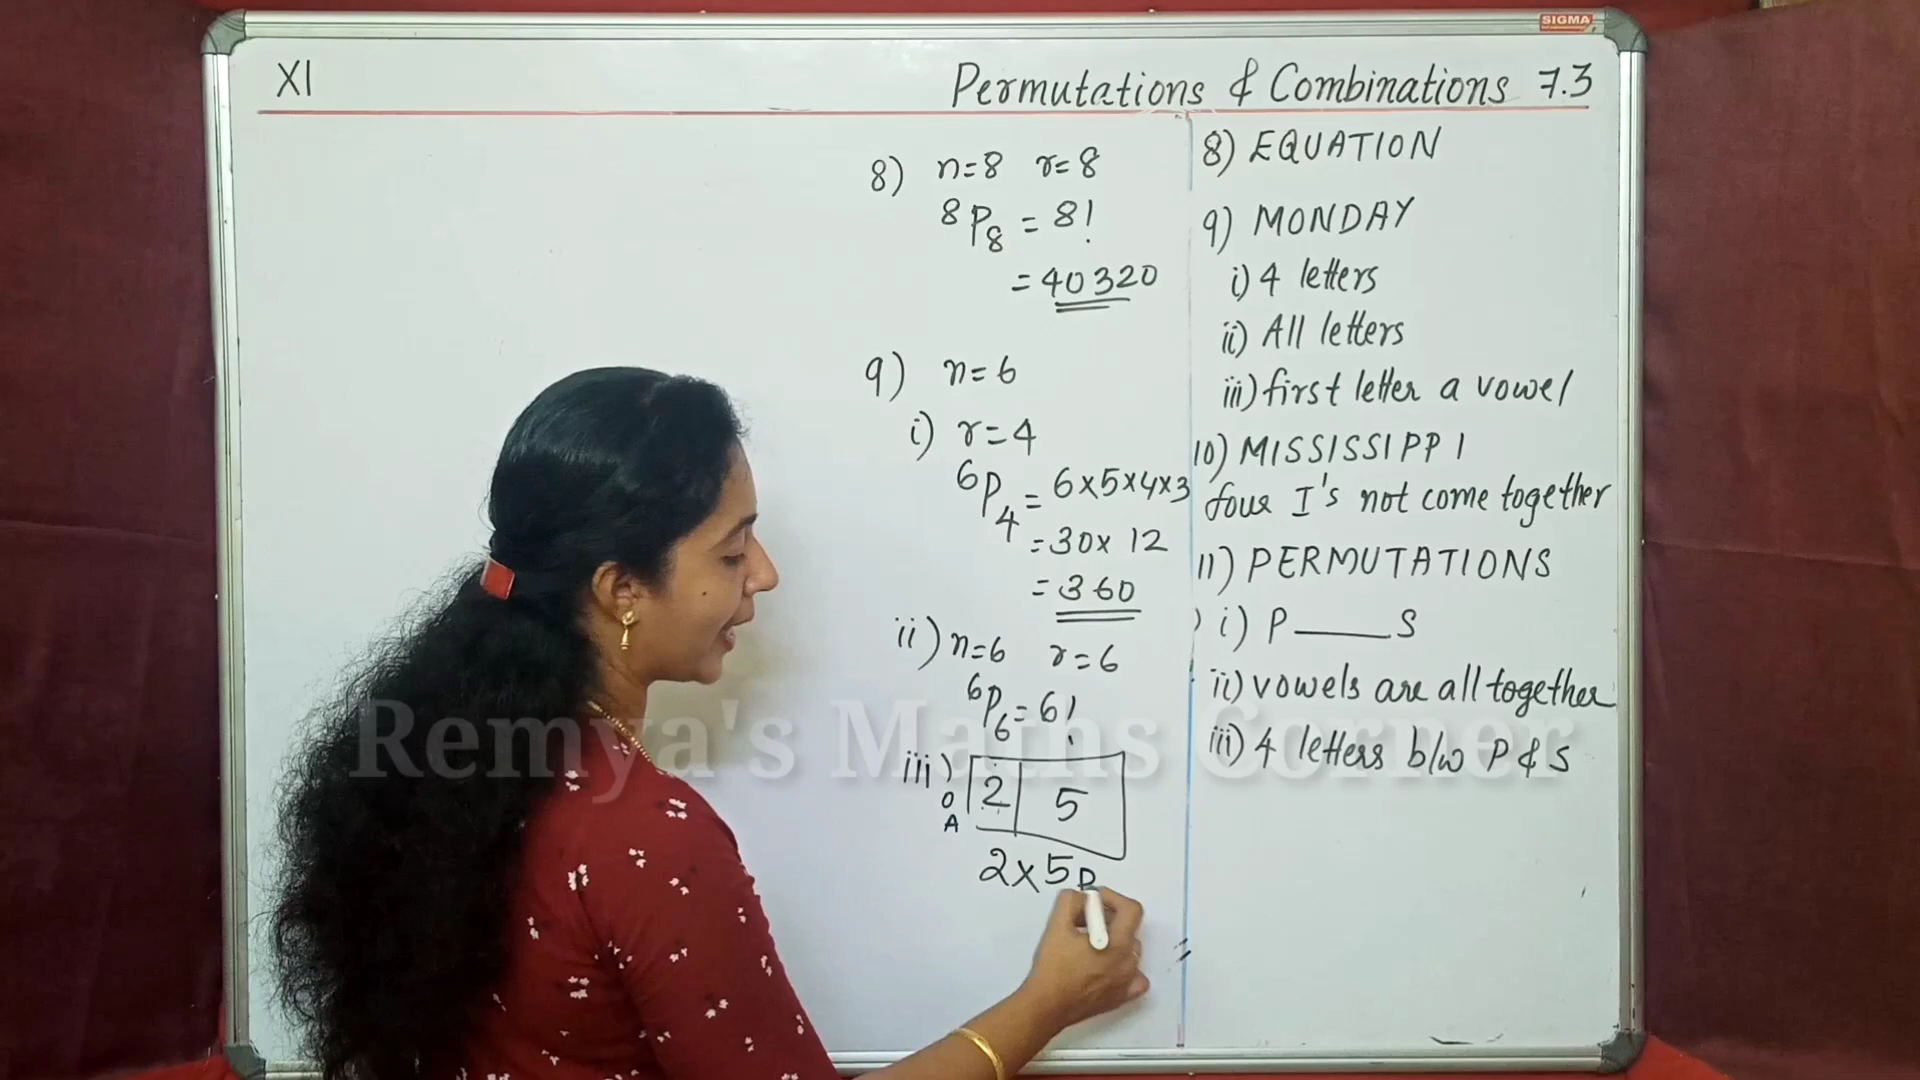 SIGMA
XI
Permutations & Combinations 7.3
8) n=8 r=8
8P8 = 8!
= 40320
9) n=6
i) r=4
6P4 = 6×5×4×3
= 30× 12
= 360
ii) n=6 r=6
6P6 = 6!
iii) 2 5
O
A
2×5P
8) EQUATION
9) MONDAY
i) 4 letters
ii) All letters
iii) first letter a vowel
10) MISSISSIPPI
four I's not come together
11) PERMUTATIONS
i) P____S
ii) vowels are all together
iii) 4 letters b/w P & S
Remya's Maths Corner